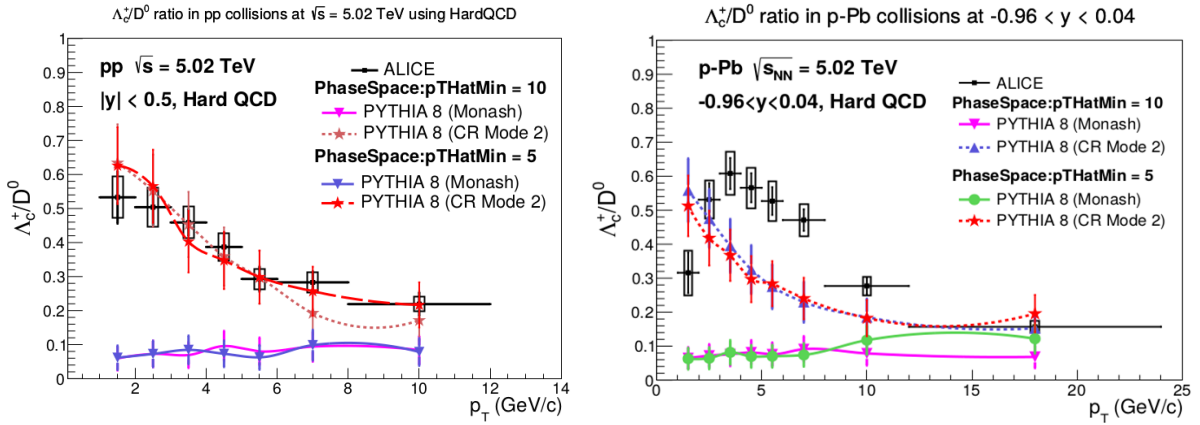 Λc+/D0 ratio in pp collisions at √s = 5.02 TeV using HardQCD
Λc+/D0
1
0.9
0.8
0.7
0.6
0.5
0.4
0.3
0.2
0.1
0
pp √s = 5.02 TeV
|y| < 0.5, Hard QCD
ALICE
PhaseSpace:pTHatMin = 10
PYTHIA 8 (Monash)
PYTHIA 8 (CR Mode 2)
PhaseSpace:pTHatMin = 5
PYTHIA 8 (Monash)
PYTHIA 8 (CR Mode 2)
2 4 6 8 10 12 14
pT (GeV/c)
Λc+/D0 ratio in p-Pb collisions at -0.96 < y < 0.04
Λc+/D0
1
0.9
0.8
0.7
0.6
0.5
0.4
0.3
0.2
0.1
0
p-Pb √sNN = 5.02 TeV
-0.96<y<0.04, Hard QCD
ALICE
PhaseSpace:pTHatMin = 10
PYTHIA 8 (Monash)
PYTHIA 8 (CR Mode 2)
PhaseSpace:pTHatMin = 5
PYTHIA 8 (Monash)
PYTHIA 8 (CR Mode 2)
5 10 15 20 25
pT (GeV/c)